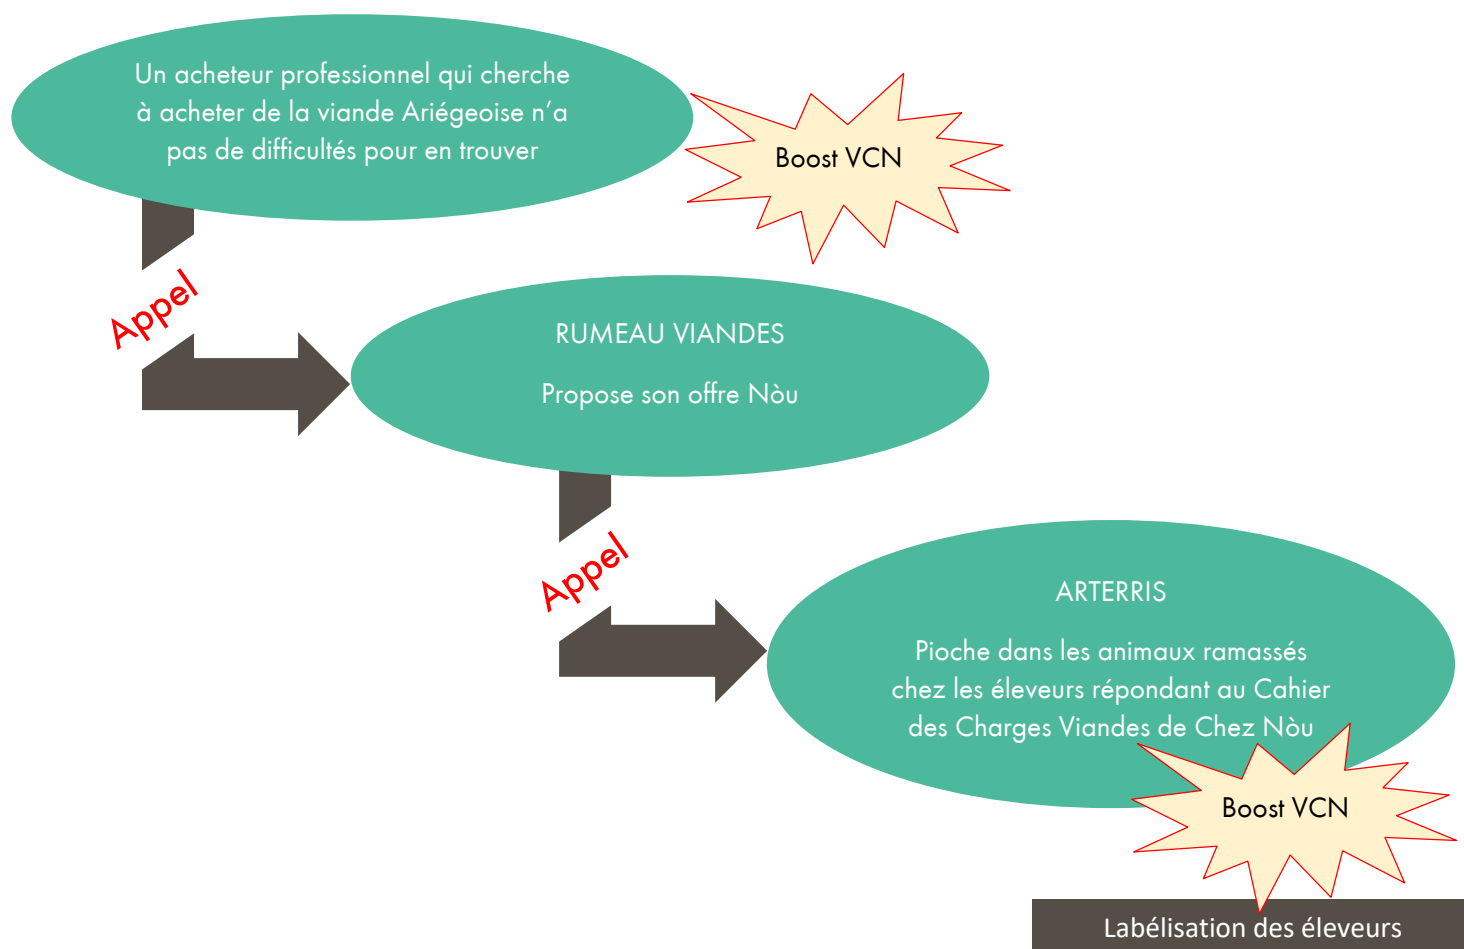 Un acheteur professionnel qui cherche
à acheter de la viande Ariégeoise n’a
pas de difficultés pour en trouver
Boost VCN
Appel
RUMEAU VIANDES
Propose son offre Nòu
Appel
ARTERRIS
Pioche dans les animaux ramassés
chez les éleveurs répondant au Cahier
des Charges Viandes de Chez Nòu
Boost VCN
Labélisation des éleveurs